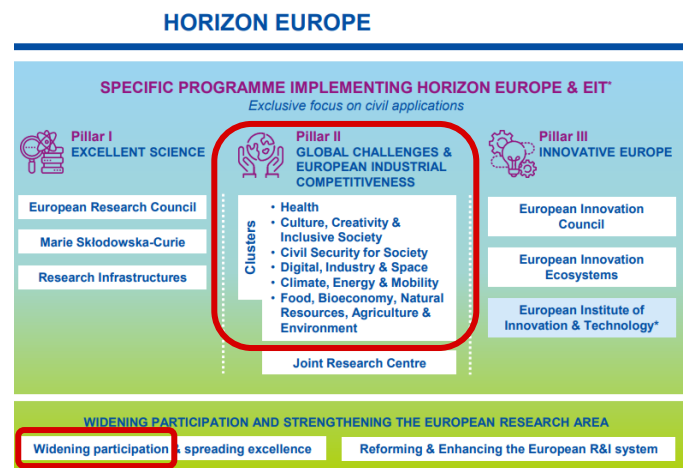 HORIZON EUROPE
SPECIFIC PROGRAMME IMPLEMENTING HORIZON EUROPE & EIT*
Exclusive focus on civil applications
Pillar I
EXCELLENT SCIENCE
European Research Council
Marie Skłodowska-Curie
Research Infrastructures
Pillar II
GLOBAL CHALLENGES &
EUROPEAN INDUSTRIAL
COMPETITIVENESS
Clusters
• Health
• Culture, Creativity &
Inclusive Society
• Civil Security for Society
• Digital, Industry & Space
• Climate, Energy & Mobility
• Food, Bioeconomy, Natural
Resources, Agriculture &
Environment
Joint Research Centre
Pillar III
INNOVATIVE EUROPE
European Innovation
Council
European Innovation
Ecosystems
European Institute of
Innovation & Technology*
WIDENING PARTICIPATION AND STRENGTHENING THE EUROPEAN RESEARCH AREA
Widening participation & spreading excellence
Reforming & Enhancing the European R&I system